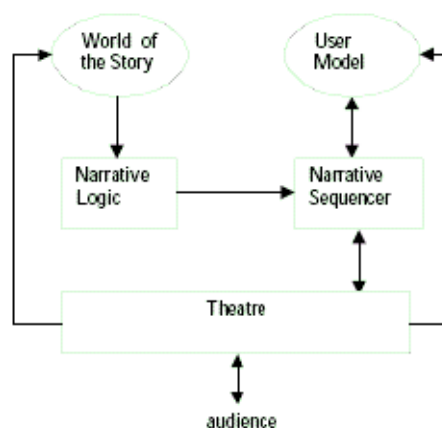 World of
the Story
User
Model
Narrative
Logic
Narrative
Sequencer
Theatre
audience